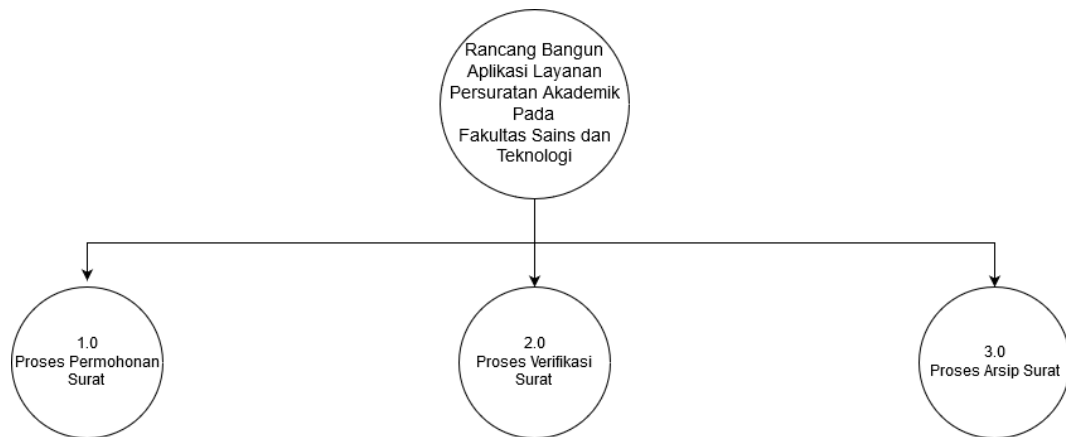 Rancang Bangun
Aplikasi Layanan
Persuratan Akademik
Pada
Fakultas Sains dan
Teknologi
1.0
Proses Permohonan
Surat
2.0
Proses Verifikasi
Surat
3.0
Proses Arsip Surat